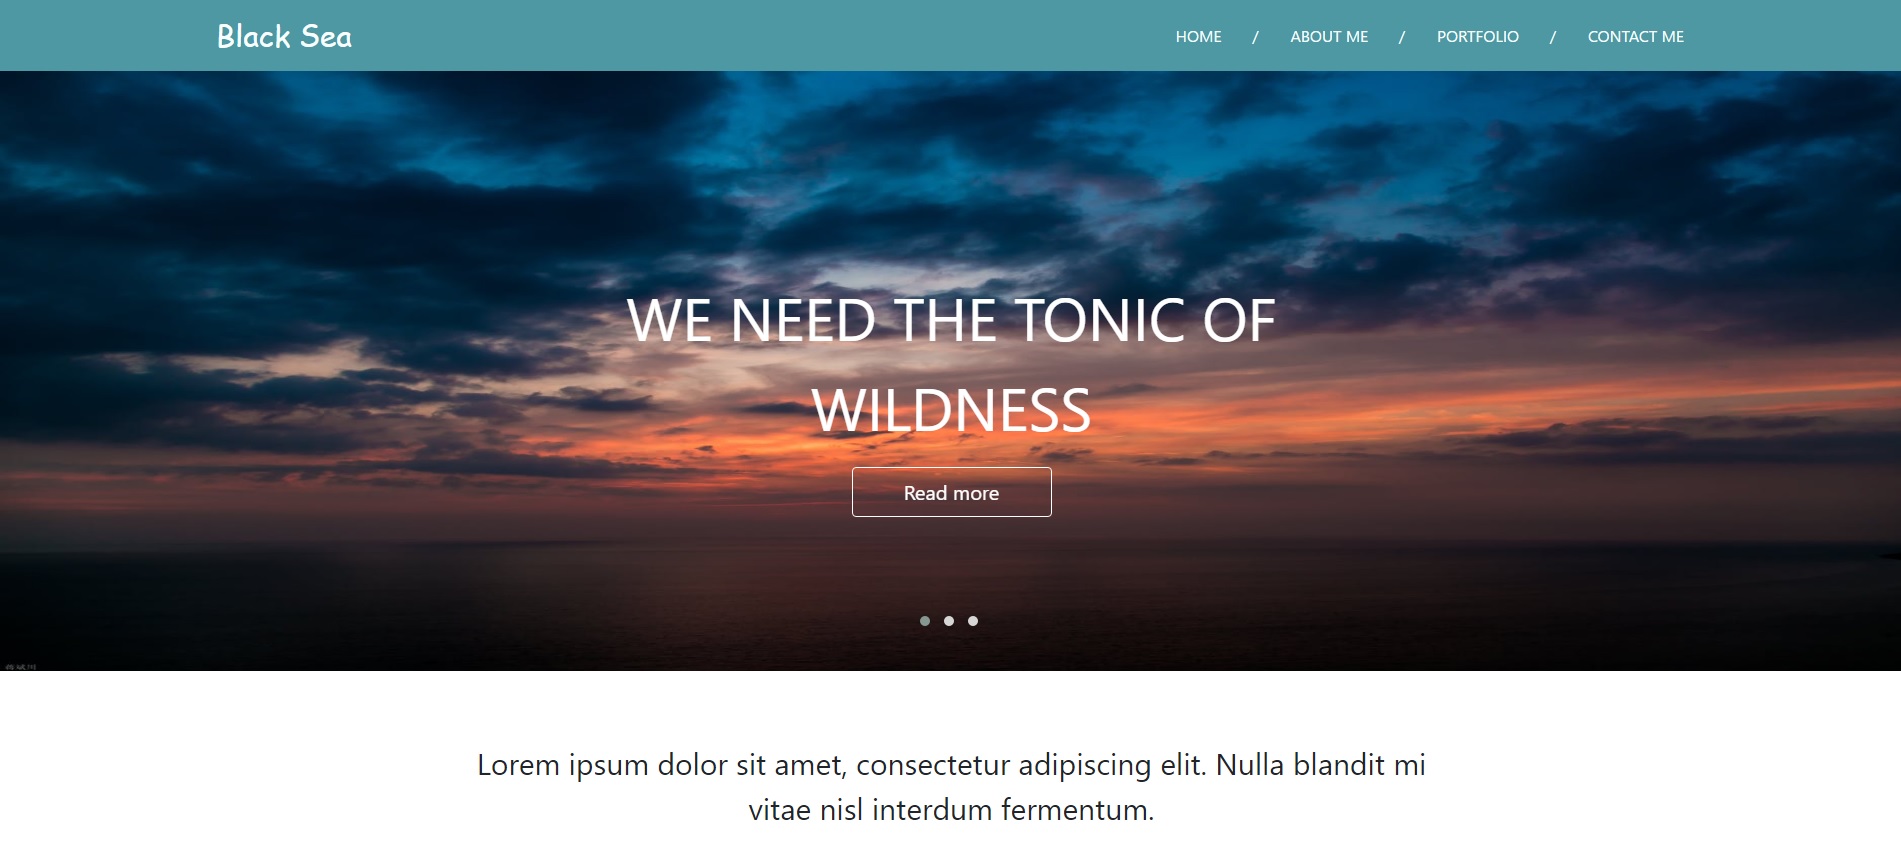 Black Sea
HOME / ABOUT ME / PORTFOLIO / CONTACT ME
WE NEED THE TONIC OF
WILDNESS
Read more
Lorem ipsum dolor sit amet, consectetur adipiscing elit. Nulla blandit mi
vitae nisl interdum fermentum.